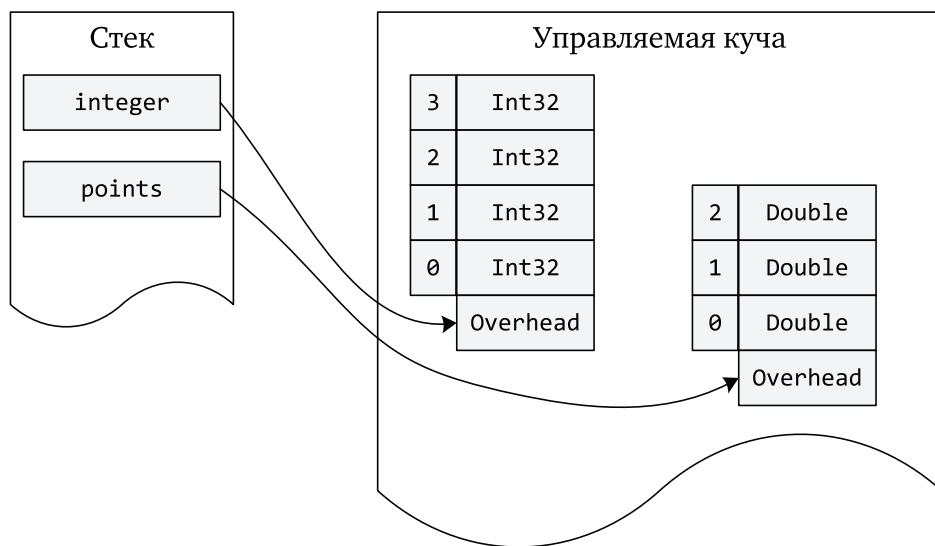 Стек
Управляемая куча
integer
points
3 Int32
2 Int32
1 Int32
0 Int32
Overhead
2 Double
1 Double
0 Double
Overhead